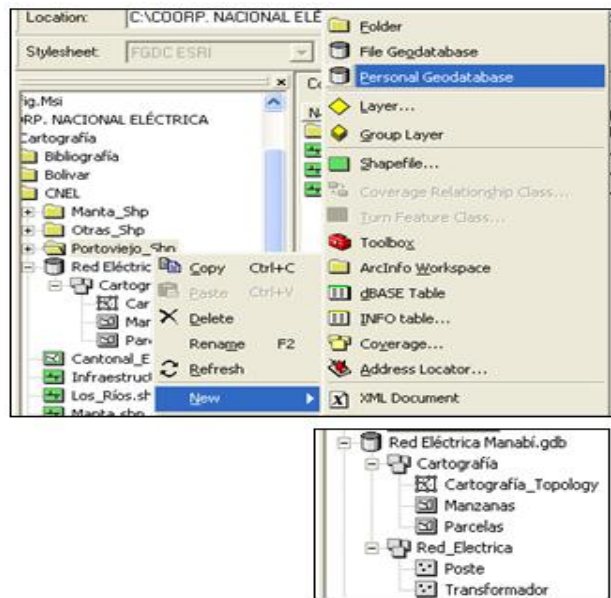 Location: C:\COORP. NACIONAL ELÉ
Stylesheet: FGDC ESRI
fig.Msi
RP. NACIONAL ELÉCTRICA
Cartografía
Bibliografía
Bolivar
CNEL
Manta_Shp
Otras_Shp
Portoviejo_Shp
Red Eléctric
Cartogr
Car
Mar
Par
Cantonal_E
Infraestruct
Los_Ríos.sh
Manta.shp
Copy Ctrl+C
Paste Ctrl+V
Delete
Rename F2
Refresh
New
Folder
File Geodatabase
Personal Geodatabase
Layer...
Group Layer
Shapefile...
Coverage Relationship Class...
Turn Feature Class...
Toolbox
ArcInfo Workspace
dBASE Table
INFO table...
Coverage...
Address Locator...
XML Document
Red Eléctrica Manabí.gdb
Cartografía
Cartografía_Topology
Manzanas
Parcelas
Red_Electrica
Poste
Transformador